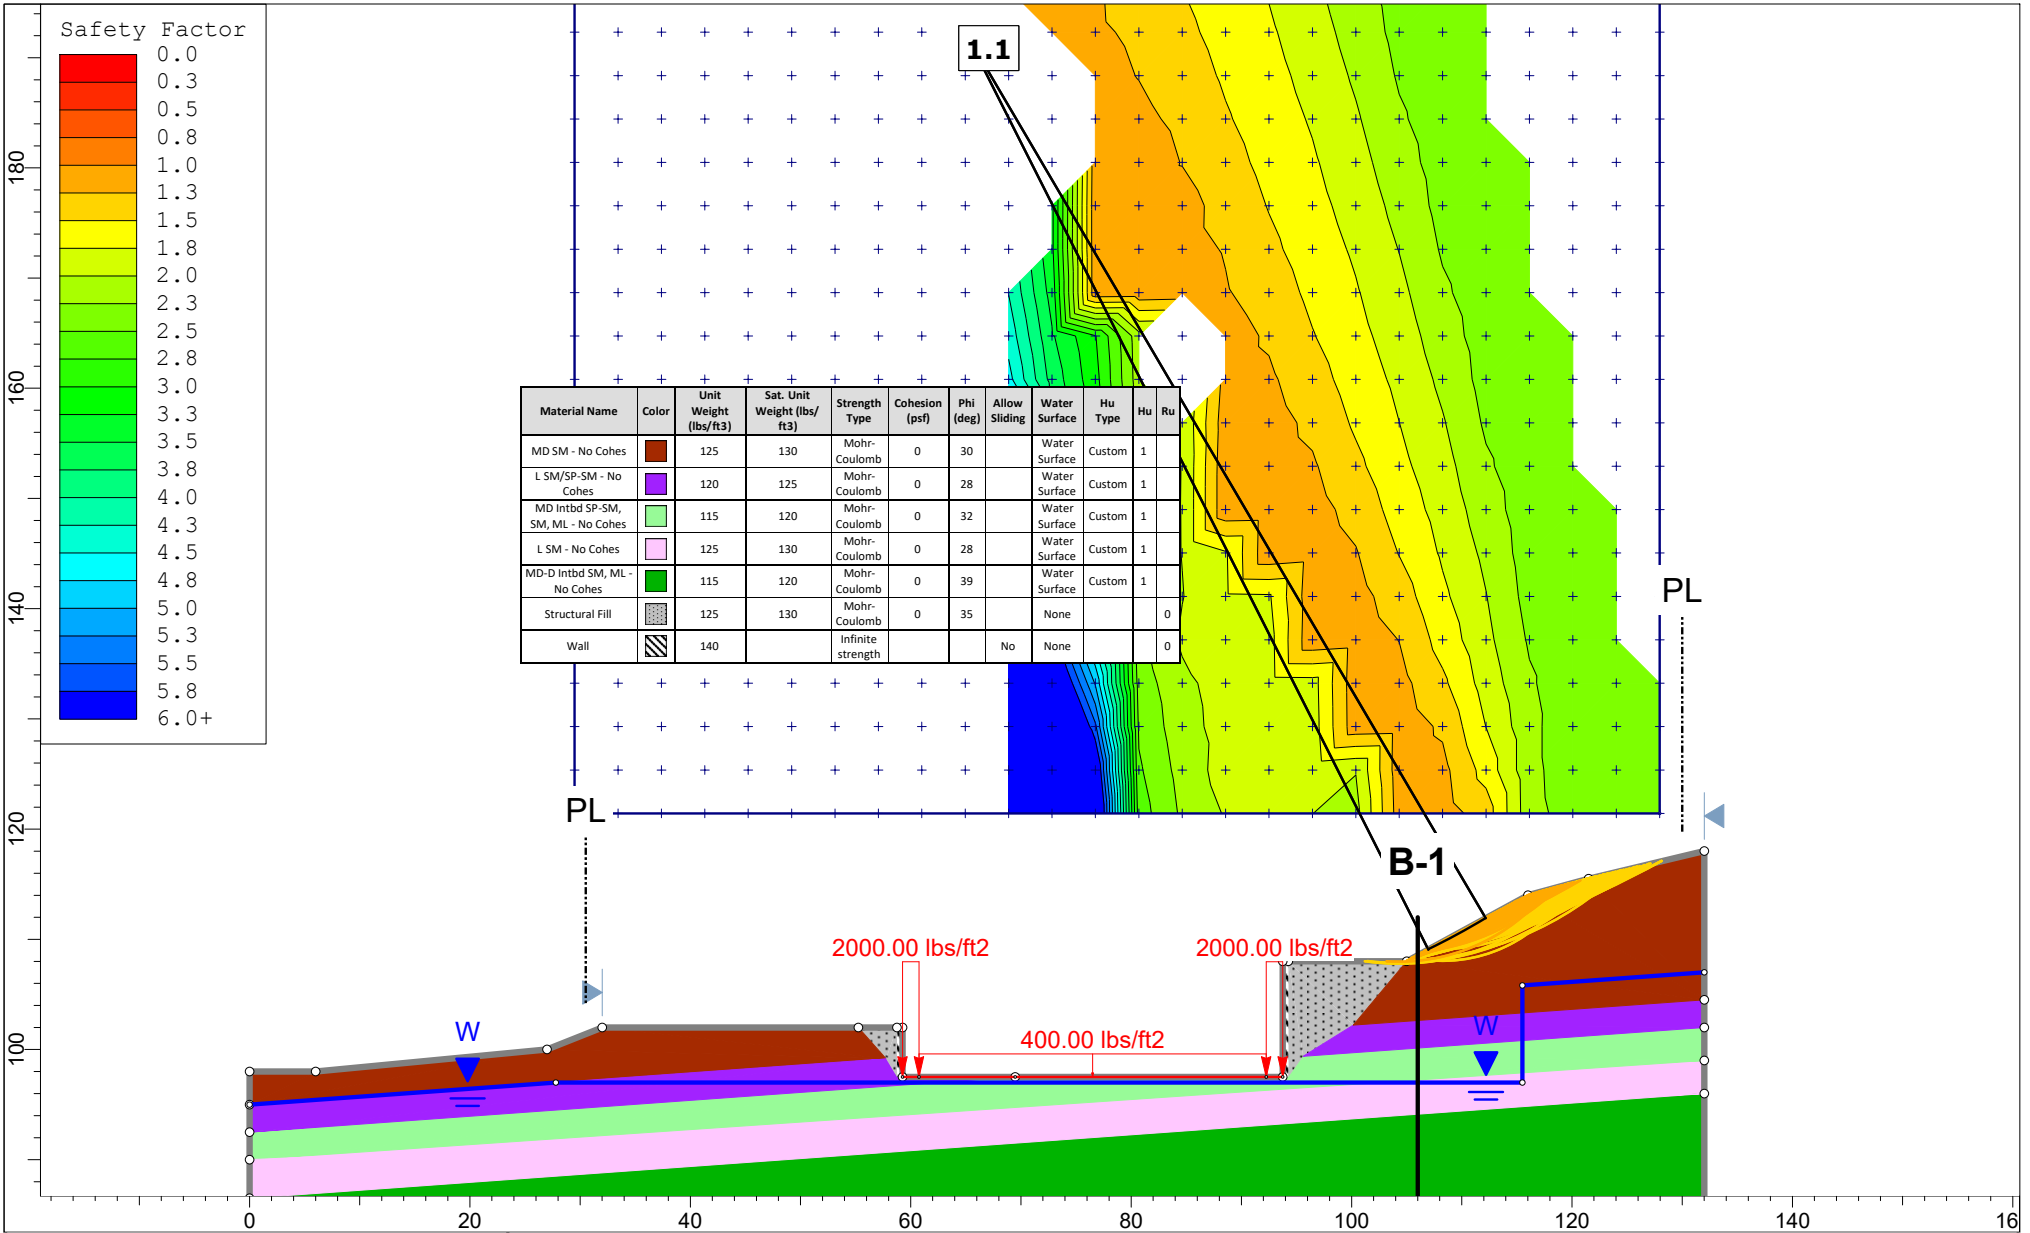 Safety Factor
0.0
0.3
0.5
0.8
1.0
1.3
1.5
1.8
2.0
2.3
2.5
2.8
3.0
3.3
3.5
3.8
4.0
4.3
4.5
4.8
5.0
5.3
5.5
5.8
6.0+
1.1
Material Name Color Unit Weight (lbs/ft3) Sat. Unit Weight (lbs/ft3) Strength Type Cohesion (psf) Phi (deg) Allow Sliding Water Surface Hu Type Hu Ru
MD SM - No Cohes 125 130 Mohr-Coulomb 0 30 Water Surface Custom 1
L SM/SP-SM - No Cohes 120 125 Mohr-Coulomb 0 28 Water Surface Custom 1
MD Intbd SP-SM, SM, ML - No Cohes 115 120 Mohr-Coulomb 0 32 Water Surface Custom 1
L SM - No Cohes 125 130 Mohr-Coulomb 0 28 Water Surface Custom 1
MD-D Intbd SM, ML - No Cohes 115 120 Mohr-Coulomb 0 39 Water Surface Custom 1
Structural Fill 125 130 Mohr-Coulomb 0 35 None 0
Wall 140 Infinite strength No None 0
PL
PL
B-1
2000.00 lbs/ft2
2000.00 lbs/ft2
400.00 lbs/ft2
W
W
180
160
140
120
100
0 20 40 60 80 100 120 140 16